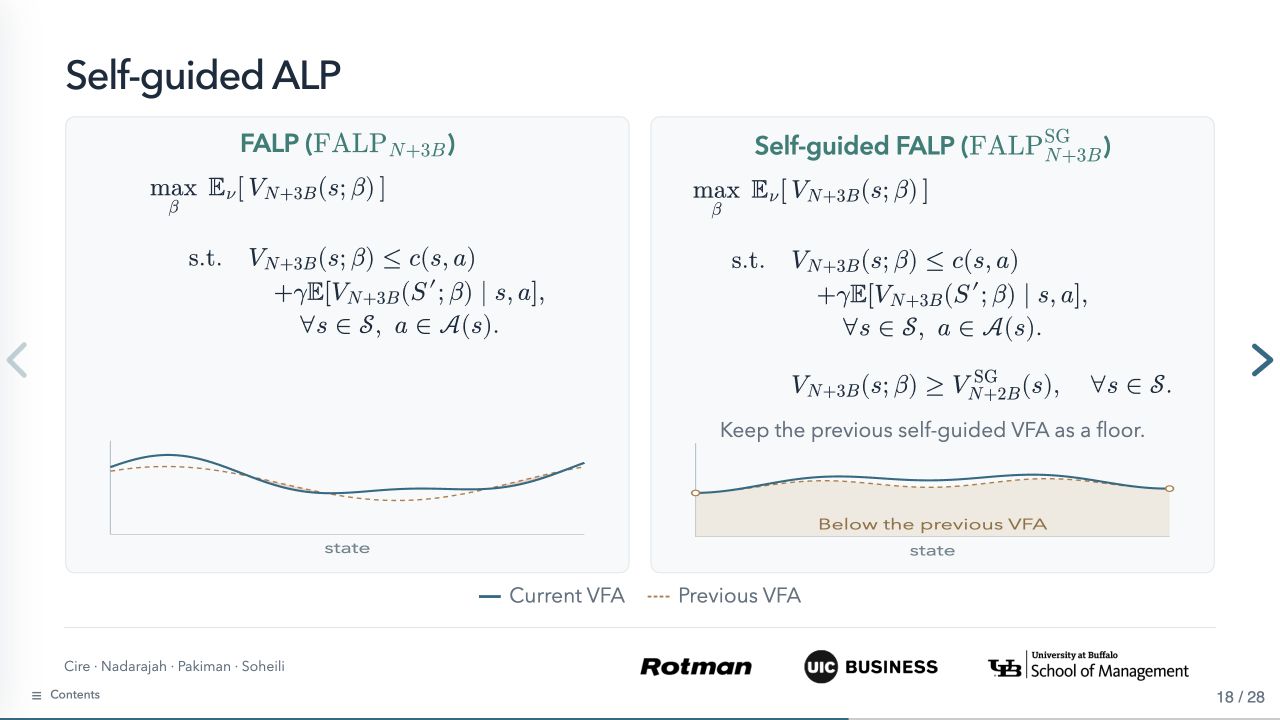 Self-guided ALP
FALP (FALP_{N+3B})
max_β 𝔼_ν[ V_{N+3B}(s; β) ]
s.t. V_{N+3B}(s; β) ≤ c(s, a)
+γ𝔼[V_{N+3B}(S′; β) | s, a],
∀s ∈ 𝒮, a ∈ 𝒜(s).
state
Self-guided FALP (FALP^{SG}_{N+3B})
max_β 𝔼_ν[ V_{N+3B}(s; β) ]
s.t. V_{N+3B}(s; β) ≤ c(s, a)
+γ𝔼[V_{N+3B}(S′; β) | s, a],
∀s ∈ 𝒮, a ∈ 𝒜(s).
V_{N+3B}(s; β) ≥ V^{SG}_{N+2B}(s), ∀s ∈ 𝒮.
Keep the previous self-guided VFA as a floor.
Below the previous VFA
state
Current VFA Previous VFA
Cire · Nadarajah · Pakiman · Soheili
Rotman
UIC BUSINESS
UB University at Buffalo
School of Management
≡ Contents
18 / 28